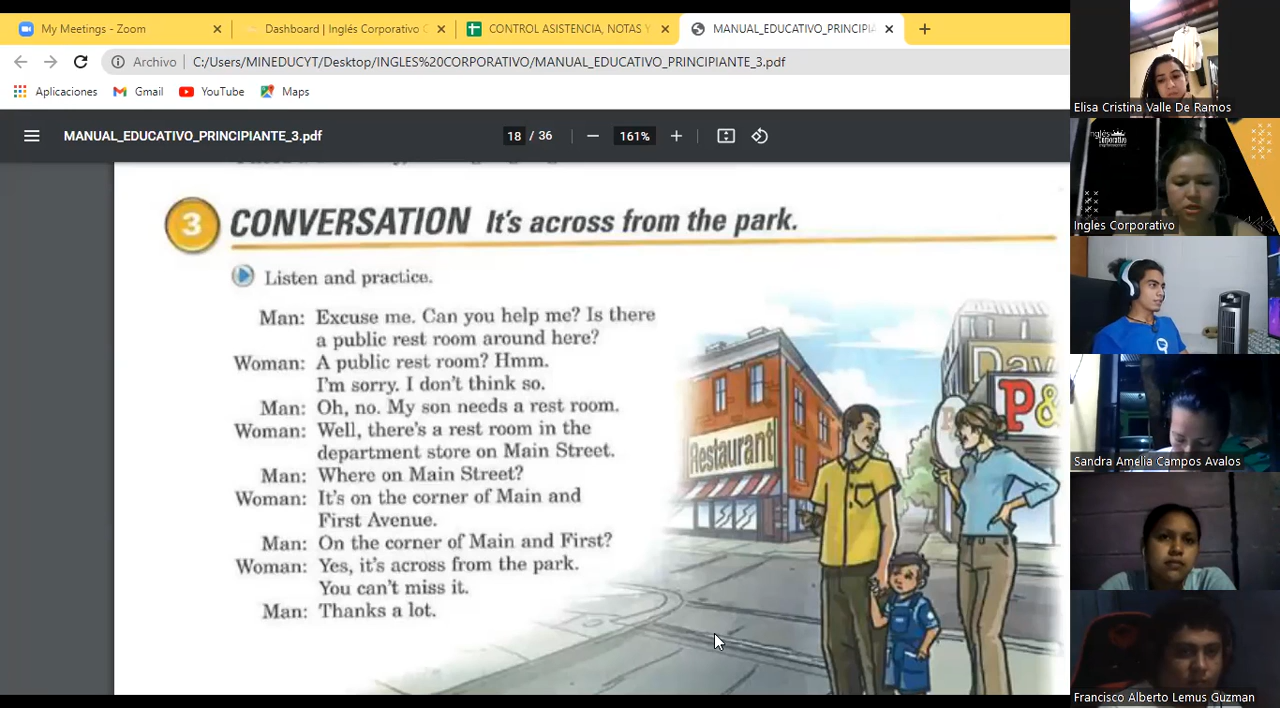 My Meetings - Zoom
Dashboard | Inglés Corporativo
CONTROL ASISTENCIA, NOTAS Y
MANUAL_EDUCATIVO_PRINCIPIA
Archivo | C:/Users/MINEDUCYT/Desktop/INGLES%20CORPORATIVO/MANUAL_EDUCATIVO_PRINCIPIANTE_3.pdf
Aplicaciones Gmail YouTube Maps
MANUAL_EDUCATIVO_PRINCIPIANTE_3.pdf 18 / 36 161%
3 CONVERSATION It's across from the park.
Listen and practice.
Man: Excuse me. Can you help me? Is there
a public rest room around here?
Woman: A public rest room? Hmm.
I'm sorry. I don't think so.
Man: Oh, no. My son needs a rest room.
Woman: Well, there's a rest room in the
department store on Main Street.
Man: Where on Main Street?
Woman: It's on the corner of Main and
First Avenue.
Man: On the corner of Main and First?
Woman: Yes, it's across from the park.
You can't miss it.
Man: Thanks a lot.
Restaurant
Dav
P&
Elisa Cristina Valle De Ramos
Inglés
Corporativo
Ingles Corporativo
Sandra Amelia Campos Avalos
Francisco Alberto Lemus Guzman